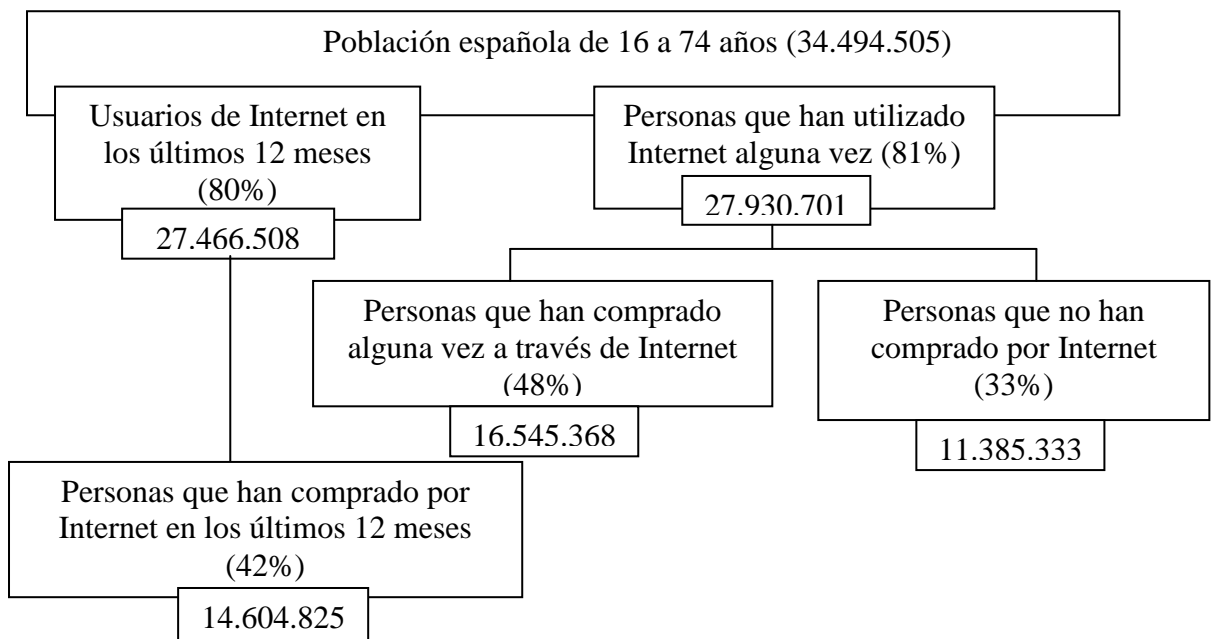 Población española de 16 a 74 años (34.494.505)
Usuarios de Internet en
los últimos 12 meses
(80%)
27.466.508
Personas que han utilizado
Internet alguna vez (81%)
27.930.701
Personas que han comprado
alguna vez a través de Internet
(48%)
16.545.368
Personas que no han
comprado por Internet
(33%)
11.385.333
Personas que han comprado por
Internet en los últimos 12 meses
(42%)
14.604.825